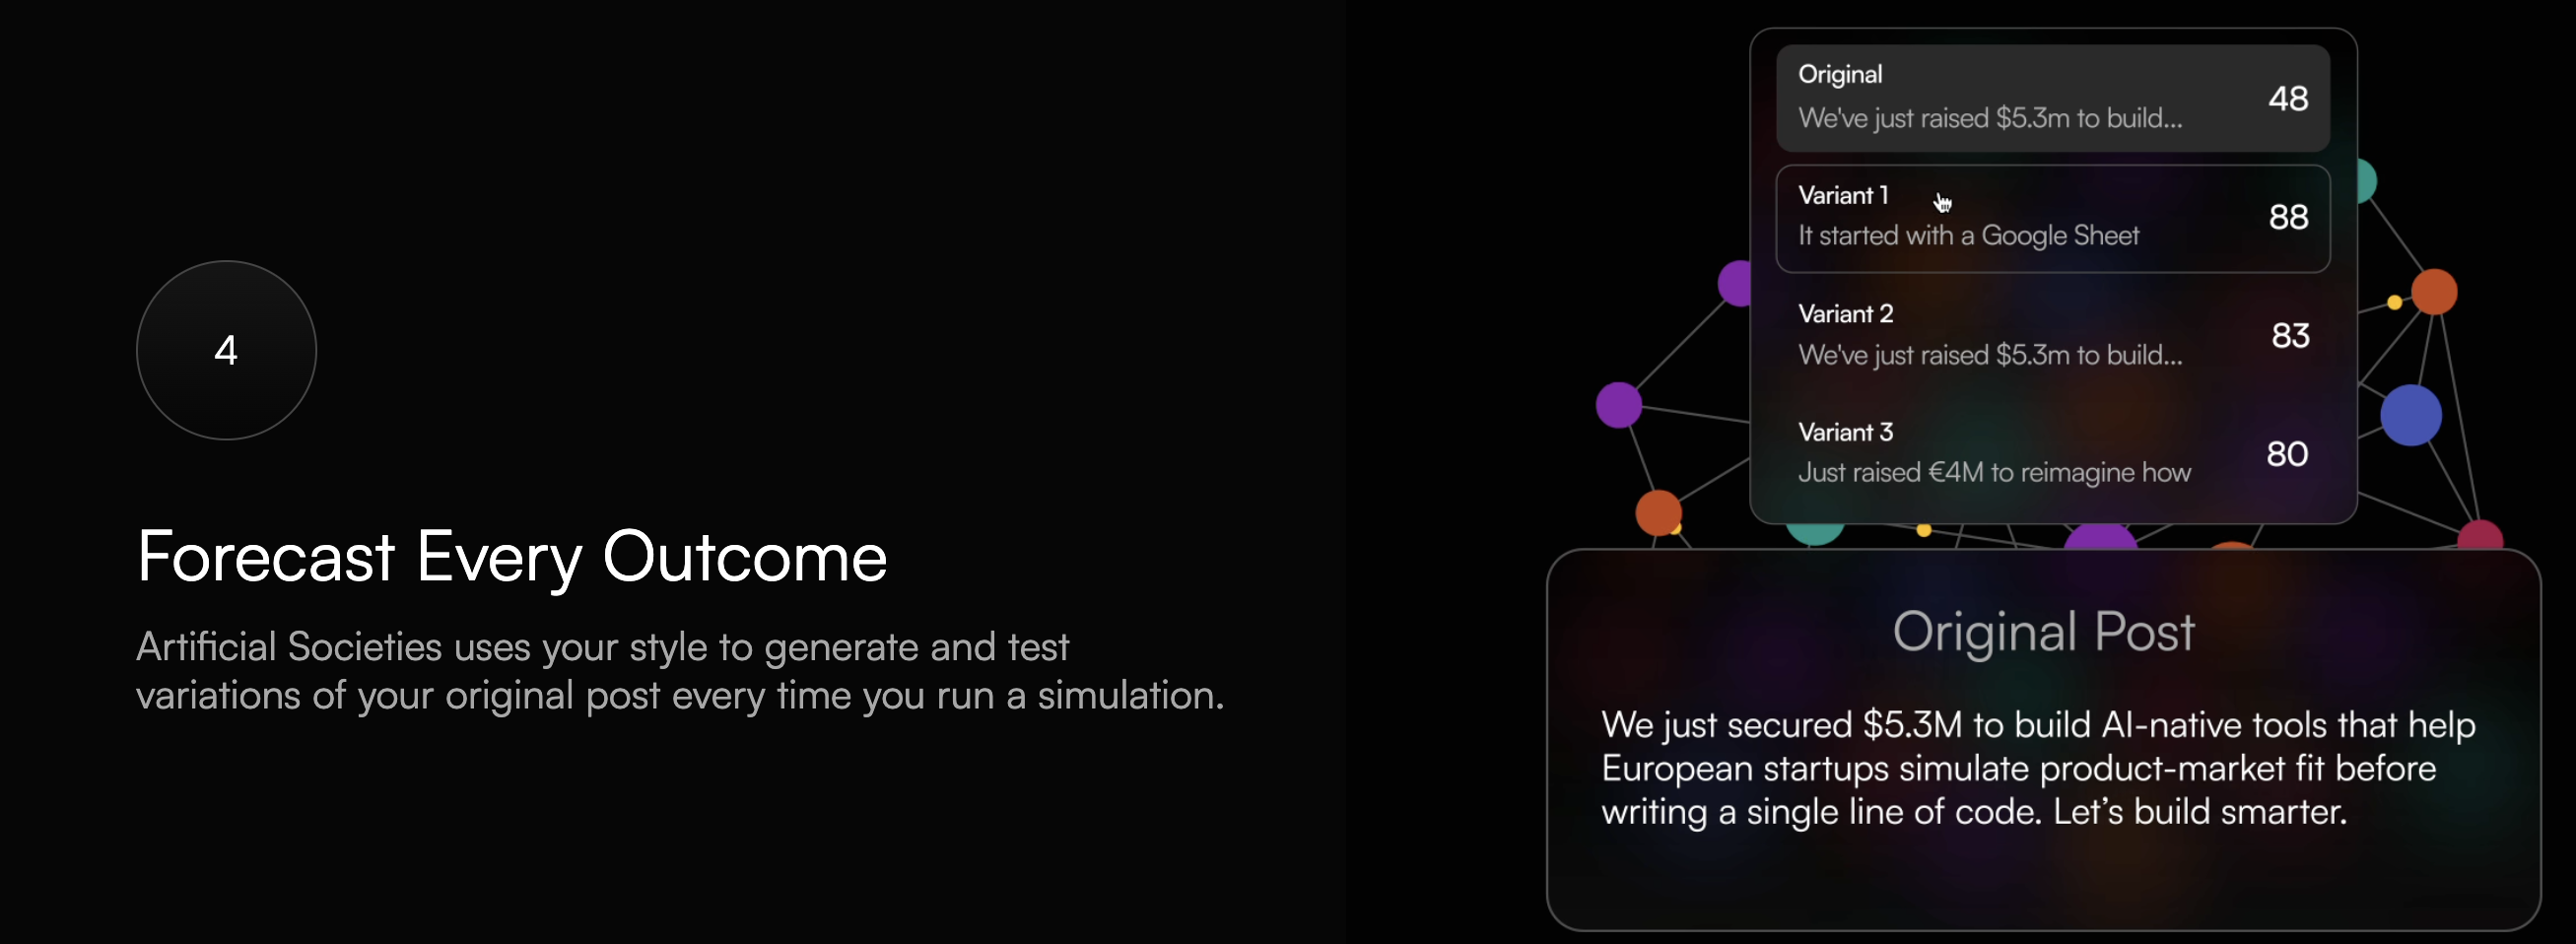 4
Forecast Every Outcome
Artificial Societies uses your style to generate and test
variations of your original post every time you run a simulation.
Original
We've just raised $5.3m to build...
48
Variant 1
It started with a Google Sheet
88
Variant 2
We've just raised $5.3m to build...
83
Variant 3
Just raised €4M to reimagine how
80
Original Post
We just secured $5.3M to build AI-native tools that help
European startups simulate product-market fit before
writing a single line of code. Let’s build smarter.